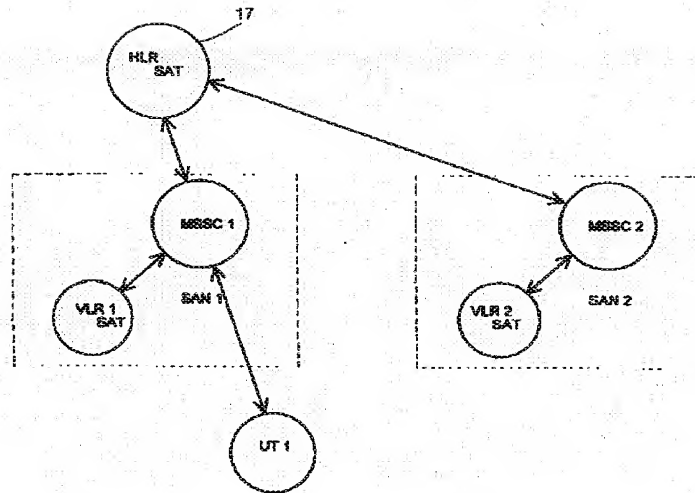 17
HLR
SAT
MSSC 1
MSSC 2
SAN 1
SAN 2
VLR 1
SAT
VLR 2
SAT
UT 1